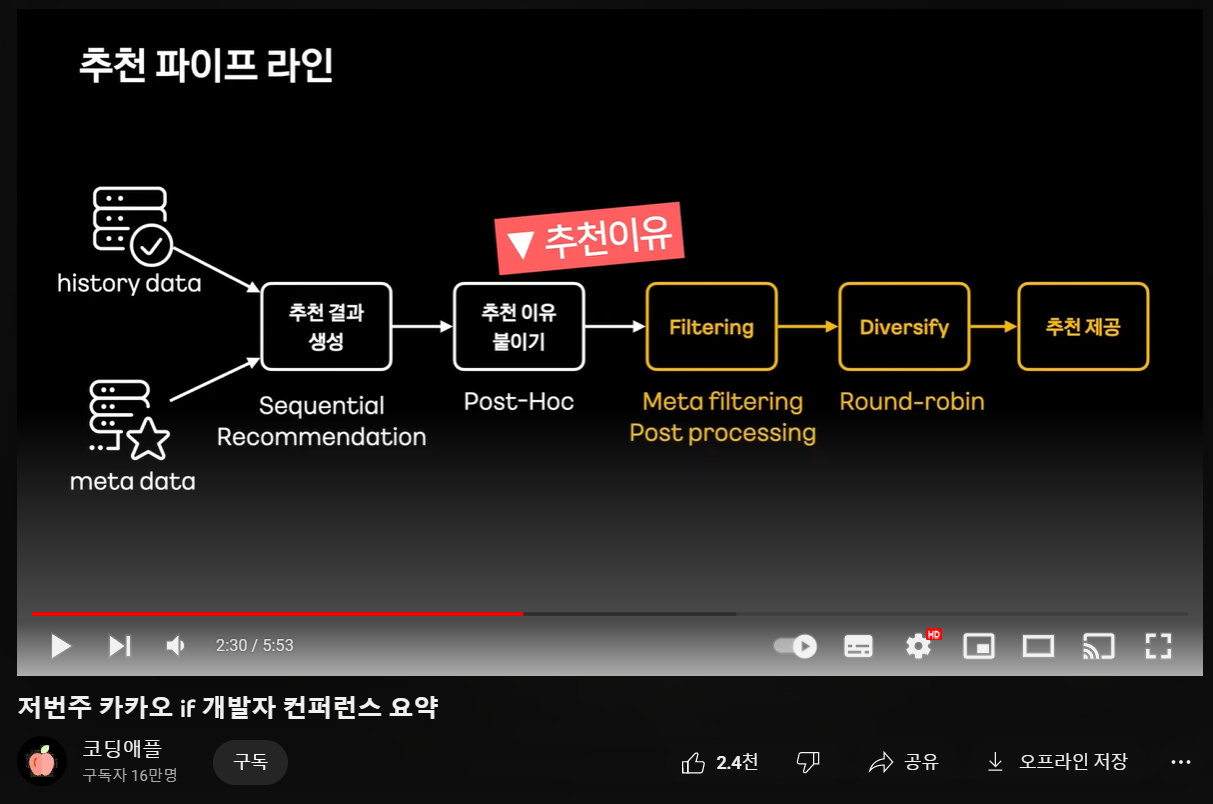 추천 파이프 라인
▼ 추천이유
history data
meta data
추천 결과
생성
Sequential
Recommendation
추천 이유
붙이기
Post-Hoc
Filtering
Meta filtering
Post processing
Diversify
Round-robin
추천 제공
2:30 / 5:53
HD
저번주 카카오 if 개발자 컨퍼런스 요약
코딩애플
구독자 16만명
구독
2.4천
공유
오프라인 저장